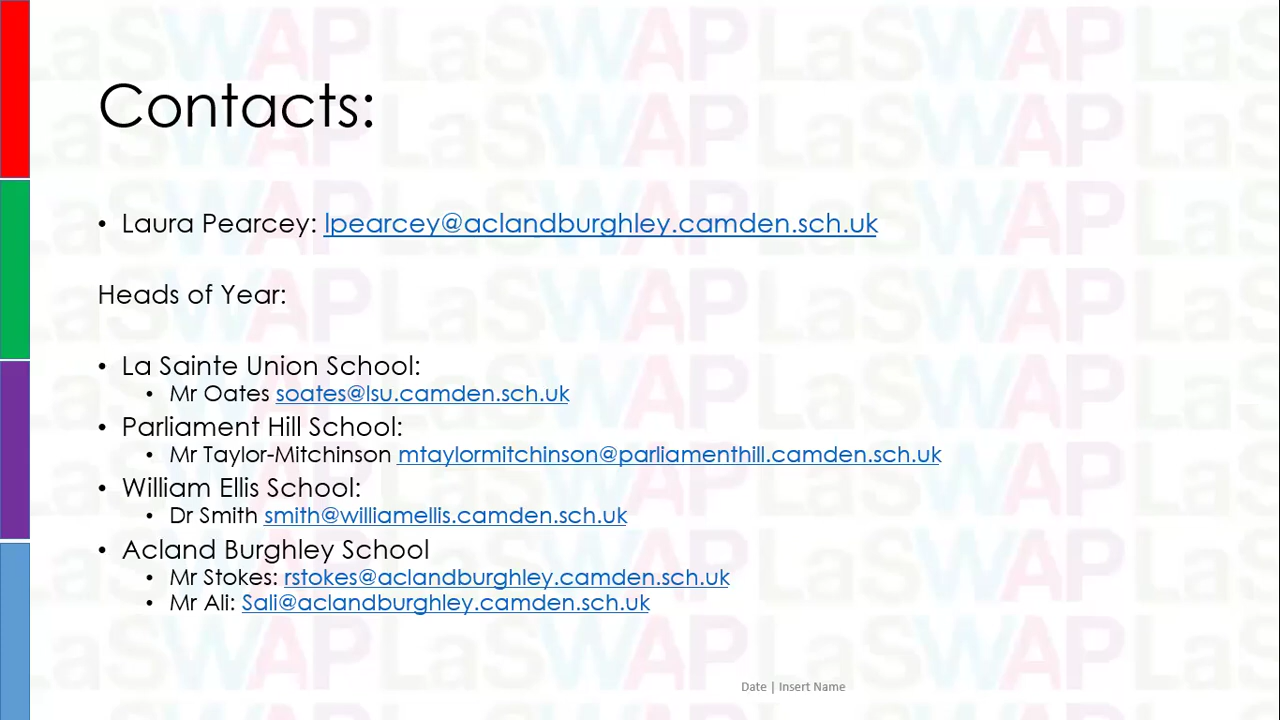 Contacts:
• Laura Pearcey: lpearcey@aclandburghley.camden.sch.uk
Heads of Year:
• La Sainte Union School:
• Mr Oates soates@lsu.camden.sch.uk
• Parliament Hill School:
• Mr Taylor-Mitchinson mtaylormitchinson@parliamenthill.camden.sch.uk
• William Ellis School:
• Dr Smith smith@williamellis.camden.sch.uk
• Acland Burghley School
• Mr Stokes: rstokes@aclandburghley.camden.sch.uk
• Mr Ali: Sali@aclandburghley.camden.sch.uk
Date | Insert Name